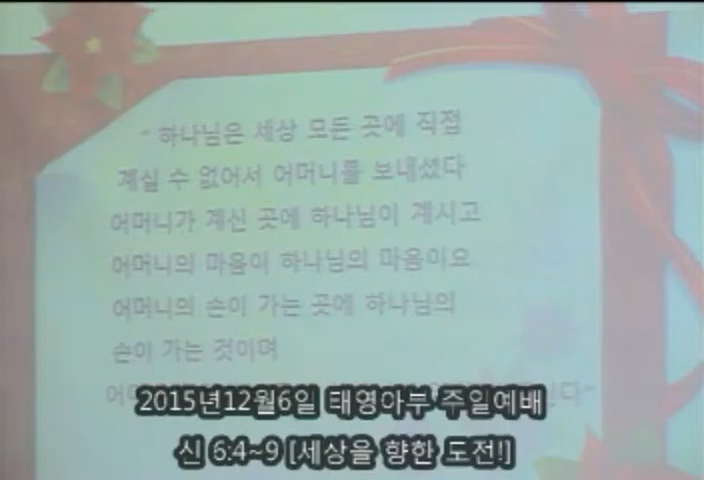 ~ 하나님은 세상 모든 곳에 직접
계실 수 없어서 어머니를 보내셨다
어머니가 계신 곳에 하나님이 계시고
어머니의 마음이 하나님의 마음이요
어머니의 손이 가는 곳에 하나님의
손이 가는 것이며
2015년12월6일 태영아부 주일예배
신 6:4~9 [세상을 향한 도전!]